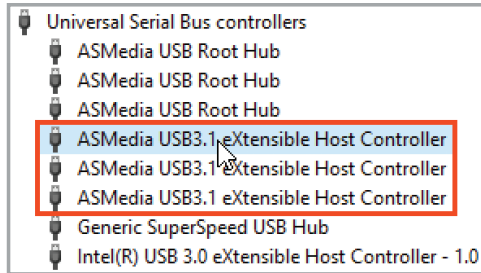 Universal Serial Bus controllers
ASMedia USB Root Hub
ASMedia USB Root Hub
ASMedia USB Root Hub
ASMedia USB3.1 eXtensible Host Controller
ASMedia USB3.1 eXtensible Host Controller
ASMedia USB3.1 eXtensible Host Controller
Generic SuperSpeed USB Hub
Intel(R) USB 3.0 eXtensible Host Controller - 1.0